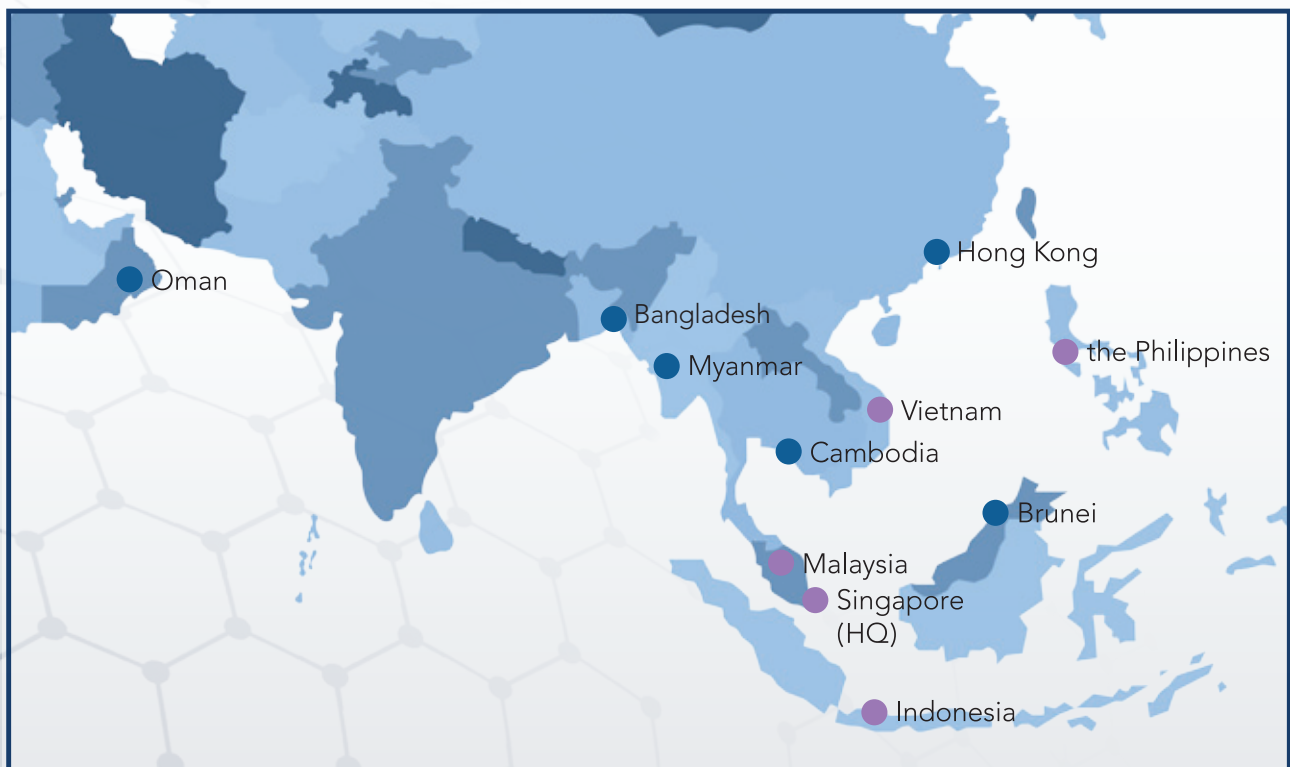 Hong Kong
Oman
Bangladesh
the Philippines
Myanmar
Vietnam
Cambodia
Brunei
Malaysia
Singapore
(HQ)
Indonesia